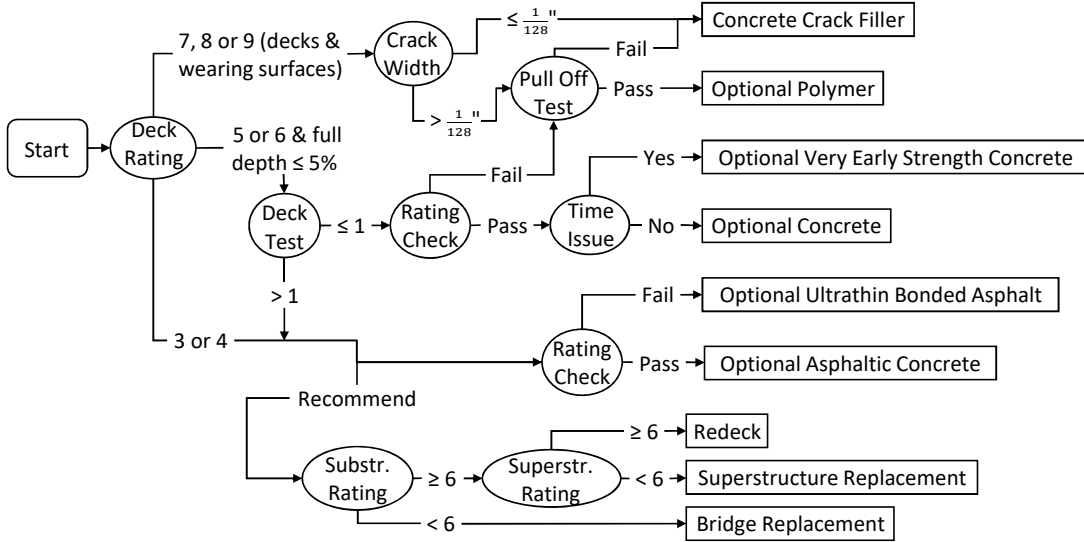 ≤ 1/128"
Concrete Crack Filler
7, 8 or 9 (decks &
wearing surfaces)
Crack
Width
Fail
Pull Off
Test
Pass
Optional Polymer
> 1/128"
Start
Deck
Rating
5 or 6 & full
depth ≤ 5%
Yes
Optional Very Early Strength Concrete
Fail
Deck
Test
≤ 1
Rating
Check
Pass
Time
Issue
No
Optional Concrete
> 1
Fail
Optional Ultrathin Bonded Asphalt
3 or 4
Rating
Check
Pass
Optional Asphaltic Concrete
Recommend
≥ 6
Redeck
Substr.
Rating
≥ 6
Superstr.
Rating
< 6
Superstructure Replacement
< 6
Bridge Replacement